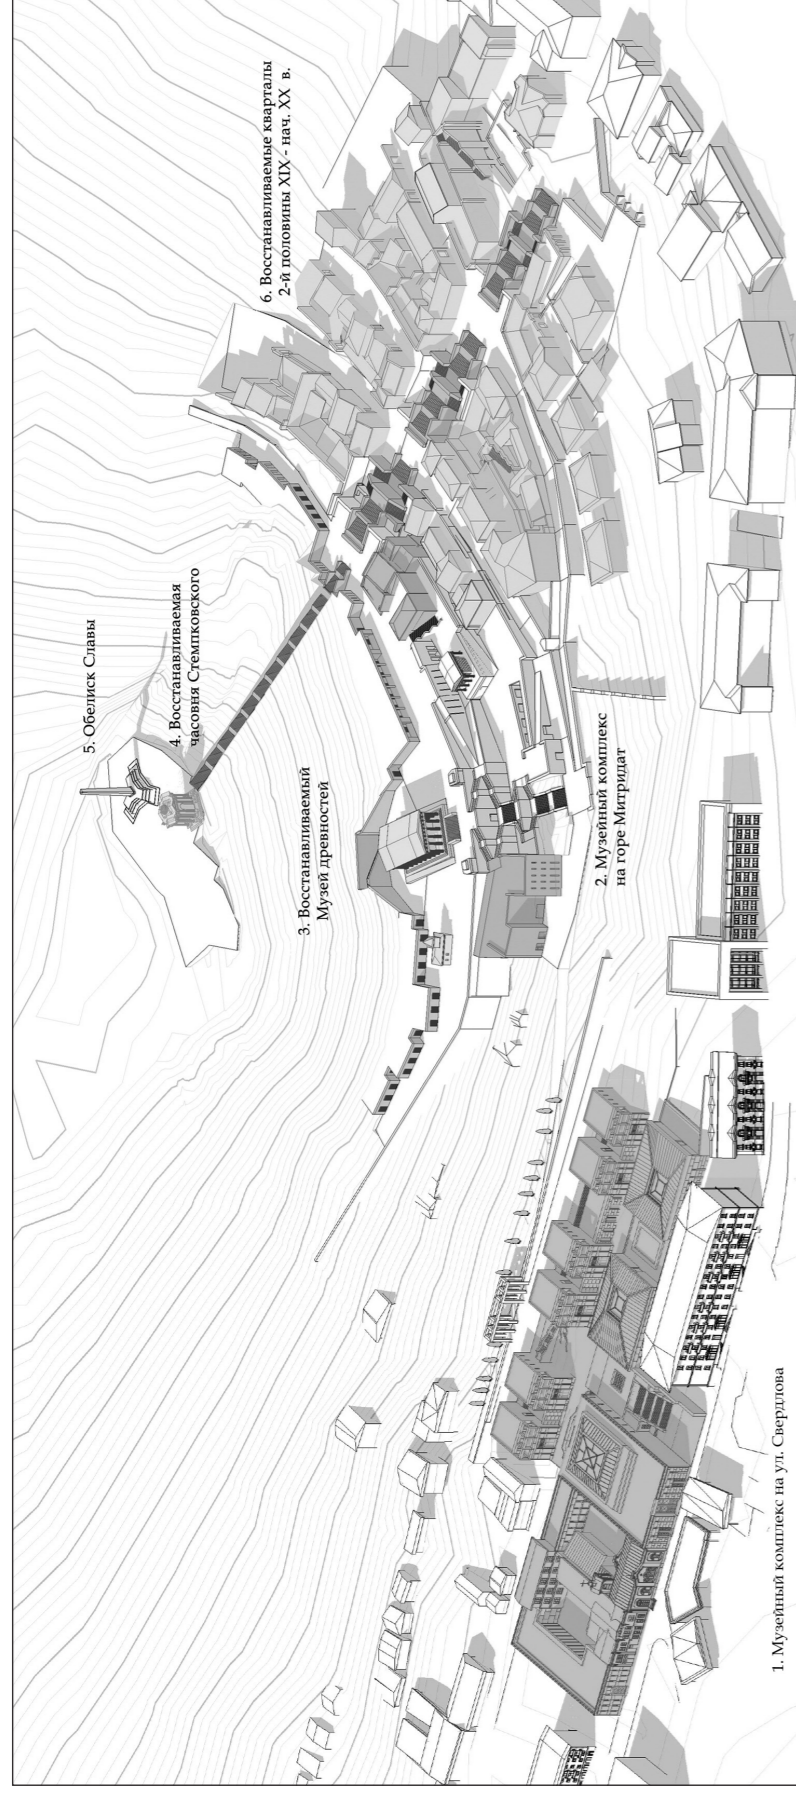 1. Музейный комплекс на ул. Свердлова
2. Музейный комплекс
на горе Митридат
3. Восстанавливаемый
Музей древностей
4. Восстанавливаемая
часовня Стемпковского
5. Обелиск Славы
6. Восстанавливаемые кварталы
2-й половины XIX - нач. XX в.